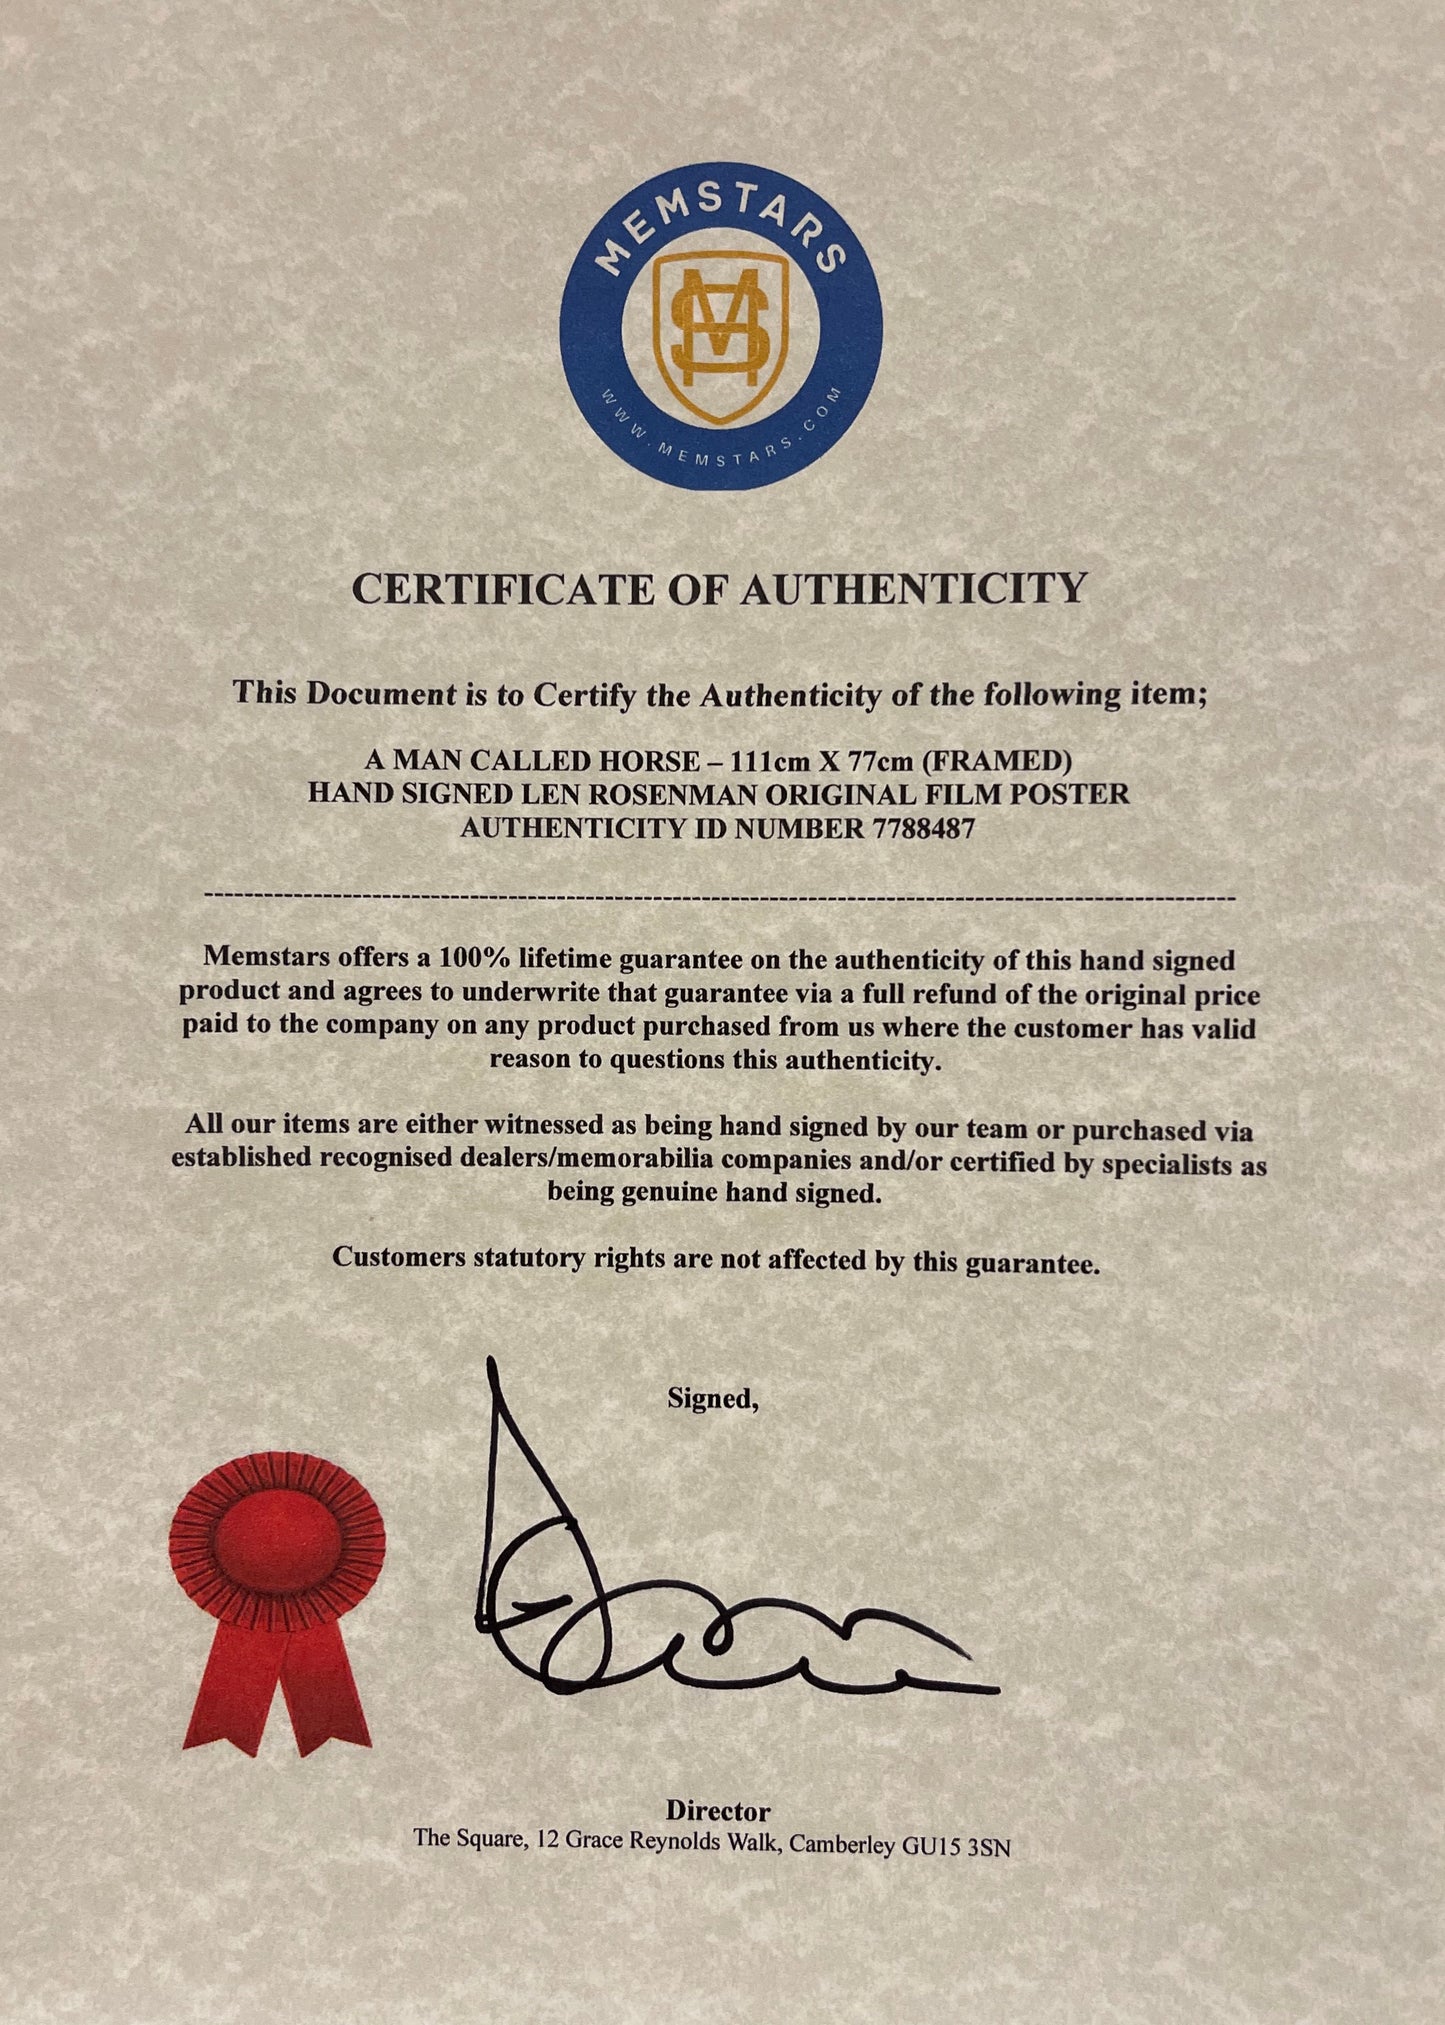 MEMSTARS
WWW.MEMSTARS.COM
CERTIFICATE OF AUTHENTICITY
This Document is to Certify the Authenticity of the following item;
A MAN CALLED HORSE – 111cm X 77cm (FRAMED)
HAND SIGNED LEN ROSENMAN ORIGINAL FILM POSTER
AUTHENTICITY ID NUMBER 7788487
Memstars offers a 100% lifetime guarantee on the authenticity of this hand signed
product and agrees to underwrite that guarantee via a full refund of the original price
paid to the company on any product purchased from us where the customer has valid
reason to questions this authenticity.
All our items are either witnessed as being hand signed by our team or purchased via
established recognised dealers/memorabilia companies and/or certified by specialists as
being genuine hand signed.
Customers statutory rights are not affected by this guarantee.
Signed,
Director
The Square, 12 Grace Reynolds Walk, Camberley GU15 3SN